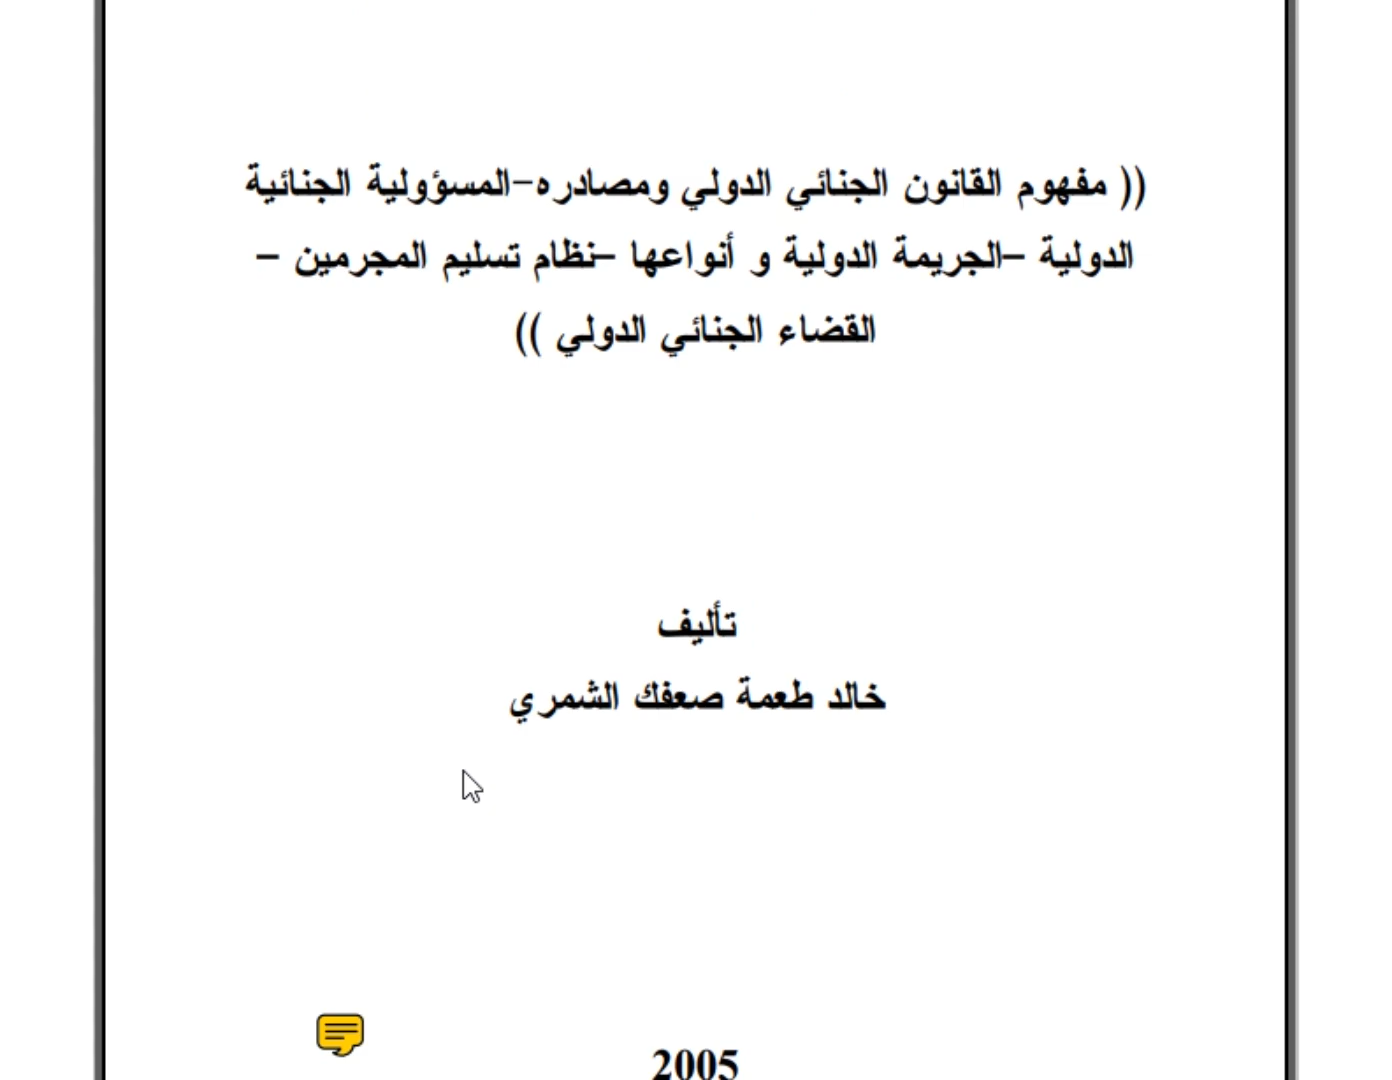 (( مفهوم القانون الجنائي الدولي ومصادره-المسؤولية الجنائية
الدولية –الجريمة الدولية و أنواعها –نظام تسليم المجرمين –
القضاء الجنائي الدولي ))
تأليف
خالد طعمة صعفك الشمري
2005